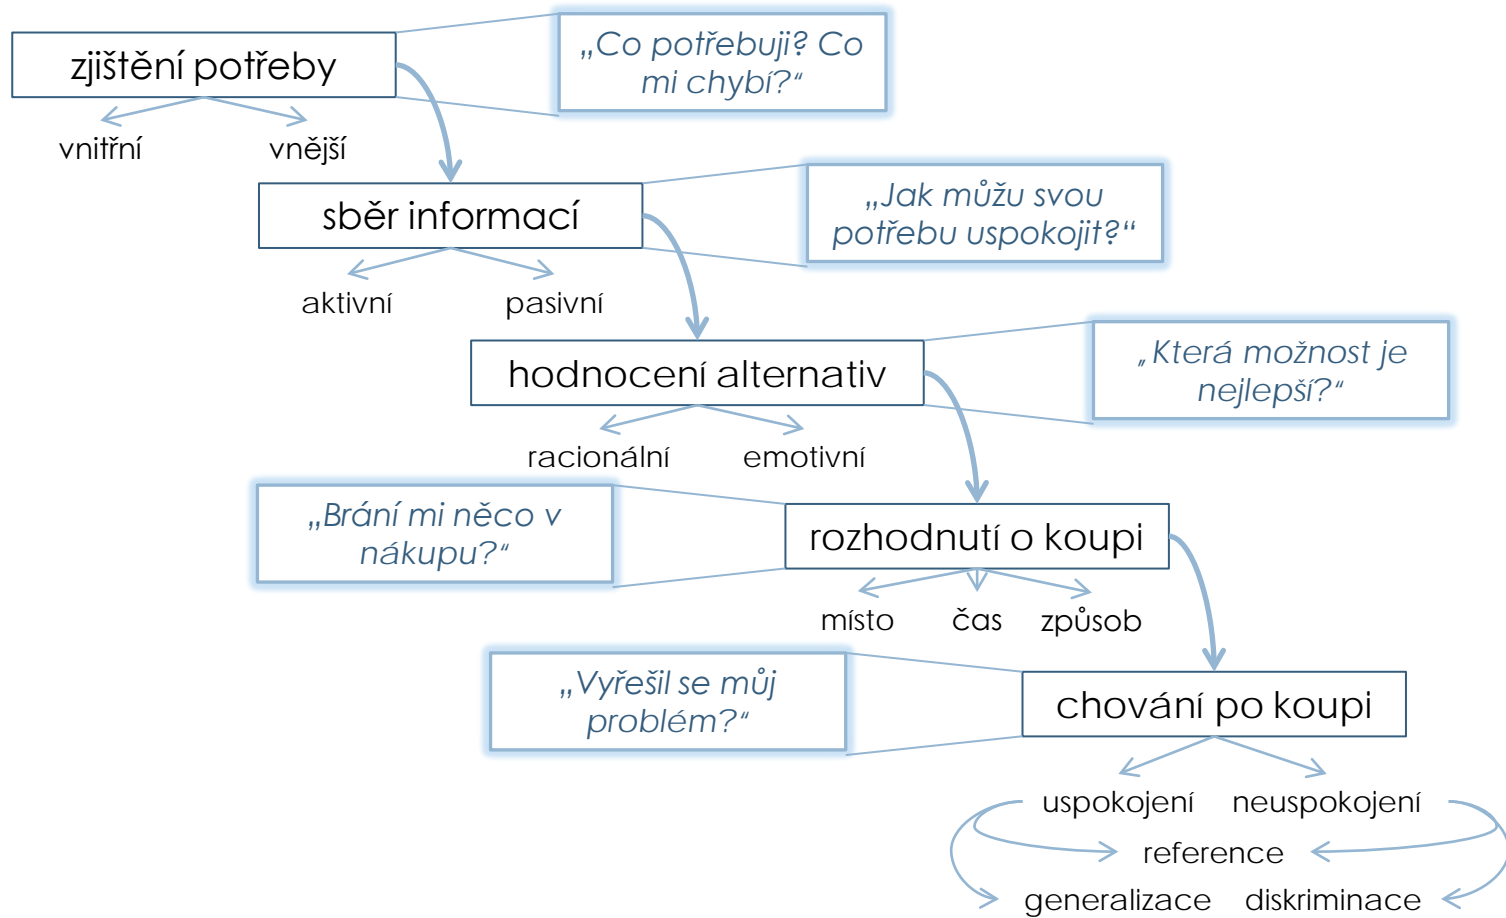 zjištění potřeby
„Co potřebuji? Co
mi chybí?“
vnitřní
vnější
sběr informací
„Jak můžu svou
potřebu uspokojit?“
aktivní
pasivní
hodnocení alternativ
„Která možnost je
nejlepší?“
racionální
emotivní
„Brání mi něco v
nákupu?“
rozhodnutí o koupi
místo
čas
způsob
„Vyřešil se můj
problém?“
chování po koupi
uspokojení
neuspokojení
reference
generalizace
diskriminace